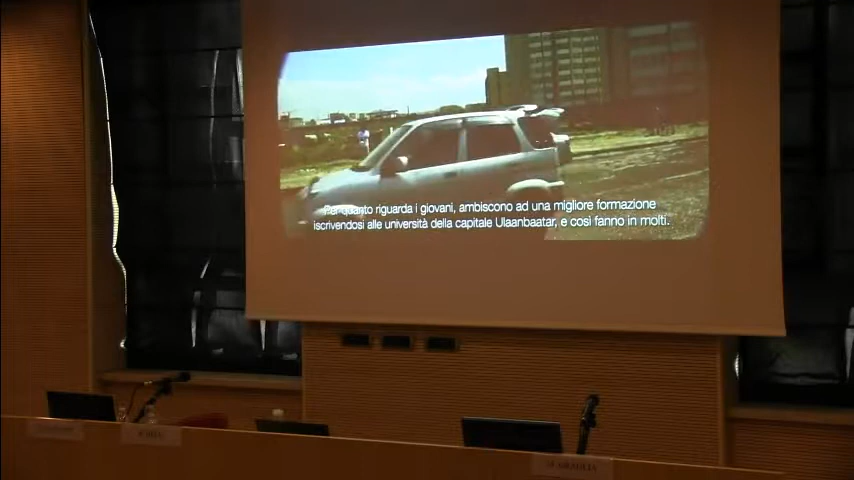 Per quanto riguarda i giovani, ambiscono ad una migliore formazione
iscrivendosi alle università della capitale Ulaanbaatar, e così fanno in molti.